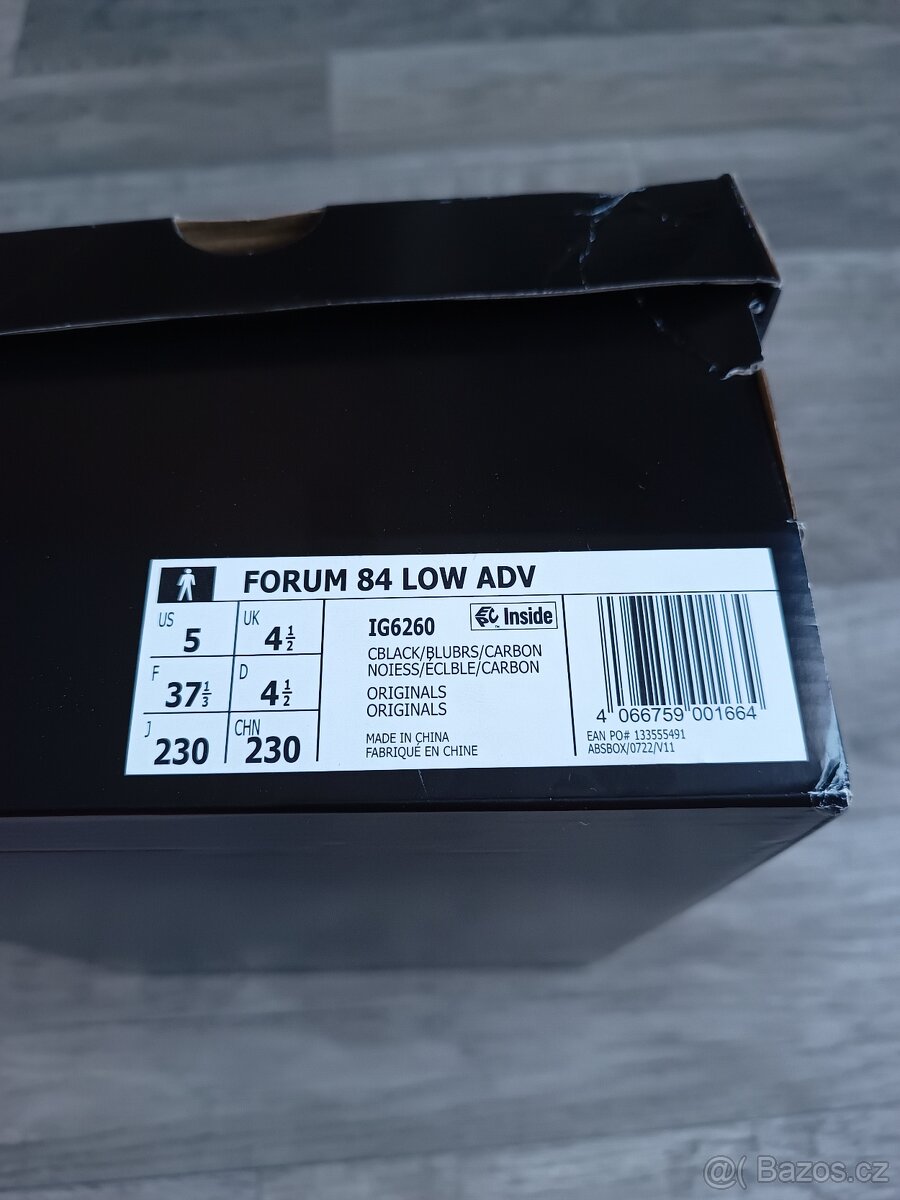 FORUM 84 LOW ADV
US 5
UK 4½
F 37⅓
D 4½
J 230
CHN 230
IG6260
Inside
CBLACK/BLUBRS/CARBON
NOIESS/ÉCLBLE/CARBON
ORIGINALS
ORIGINALS
MADE IN CHINA
FABRIQUÉ EN CHINE
4 066759 001664
EAN PO# 133555491
ABSBOX/0722/V11
@( Bazos.cz